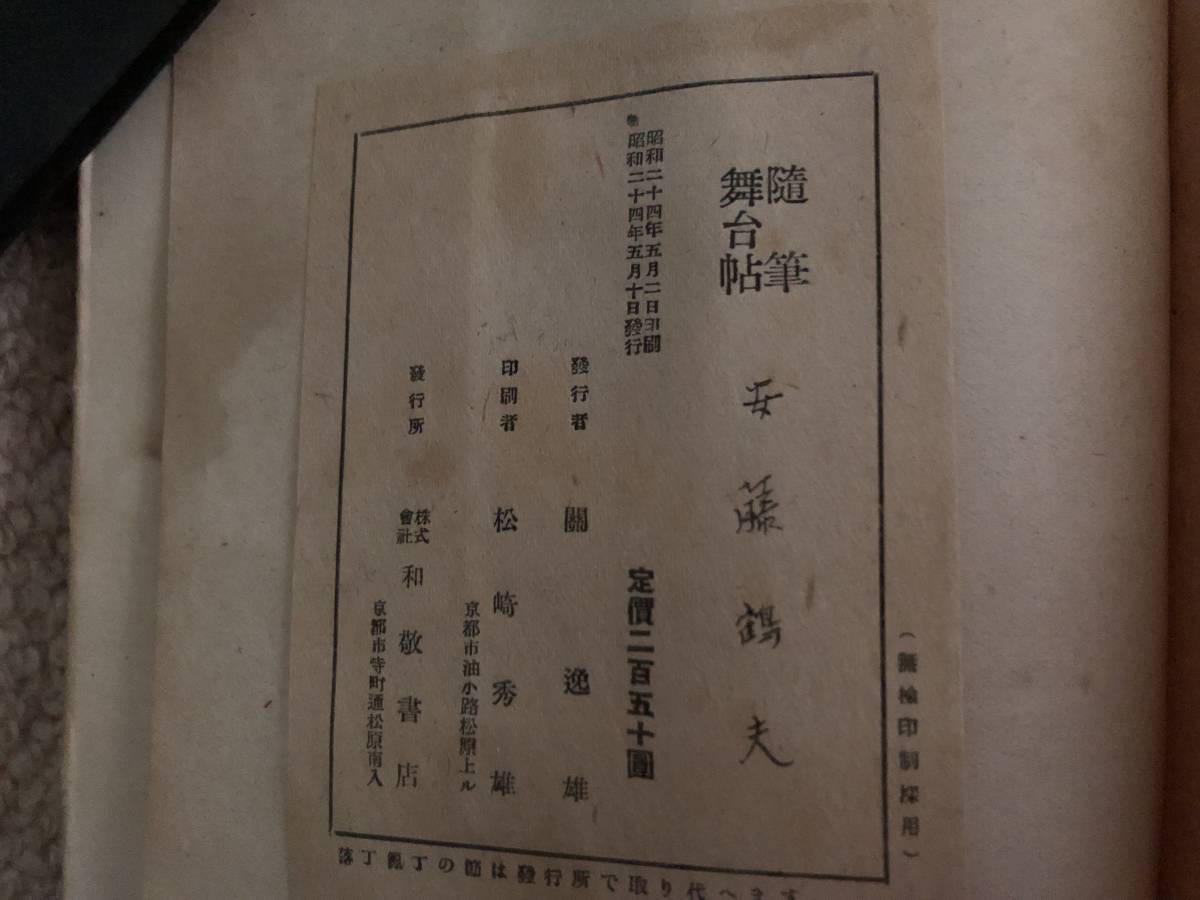 （無檢印制採用）
隨筆
舞台帖
安藤鶴夫
昭和二十四年五月二日印刷
昭和二十四年五月十日發行
定價二百五十圓
發行者 關逸雄
印刷者 松崎秀雄
京都市油小路松原上ル
發行所 株式會社 和敬書店
京都市寺町通松原南入
落丁亂丁の節は發行所で取り代へます